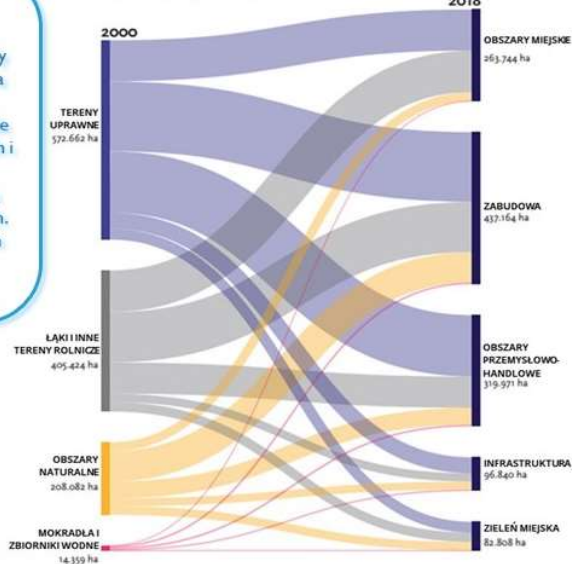 2000
2018
TERENY
UPRAWNE
572.662 ha
ŁĄKI I INNE
TERENY ROLNICZE
405.424 ha
OBSZARY
NATURALNE
208.082 ha
MOKRADŁA I
ZBIORNIKI WODNE
14.359 ha
OBSZARY MIEJSKIE
263.744 ha
ZABUDOWA
437.164 ha
OBSZARY
PRZEMYSŁOWO-
HANDLOWE
319.971 ha
INFRASTRUKTURA
96.840 ha
ZIELEŃ MIEJSKA
82.808 ha